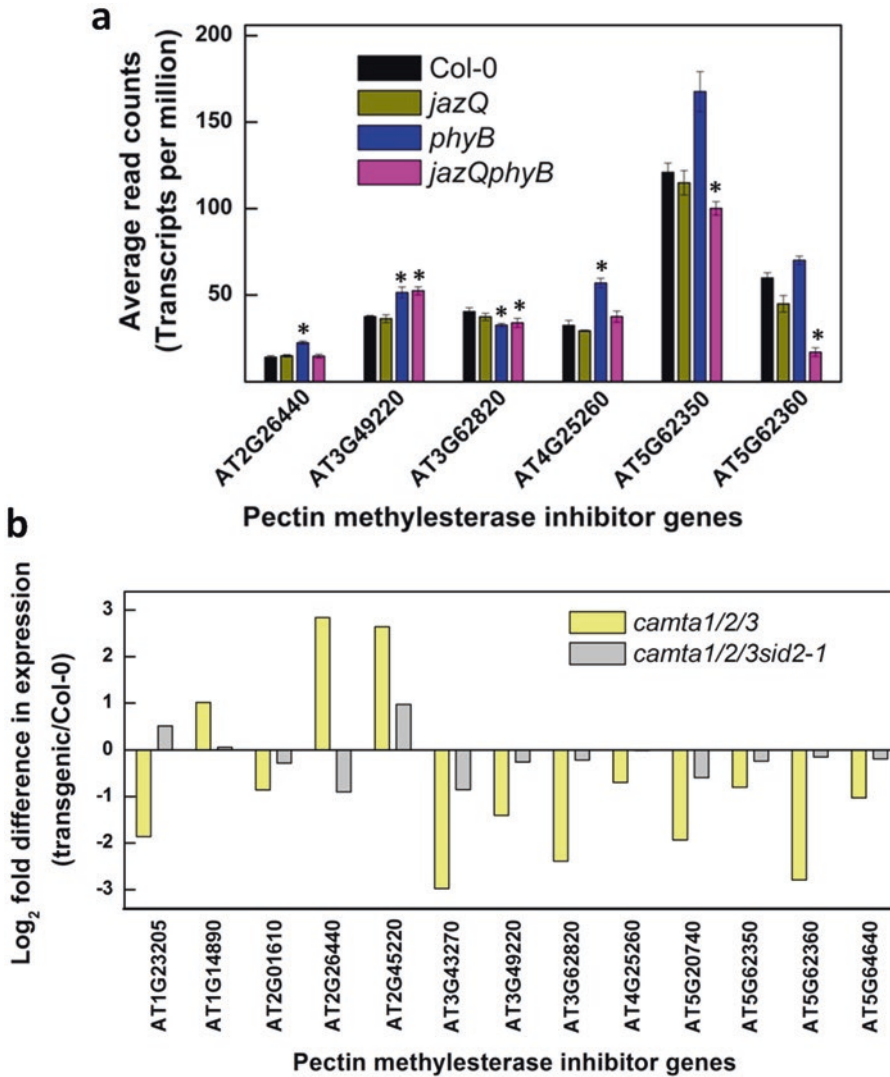 a
Average read counts
(Transcripts per million)
200
150
100
50
Col-0
jazQ
phyB
jazQphyB
* * * * * * * *
AT2G26440
AT3G49220
AT3G62820
AT4G25260
AT5G62350
AT5G62360
Pectin methylesterase inhibitor genes
b
Log2 fold difference in expression
(transgenic/Col-0)
3
2
1
0
-1
-2
-3
camta1/2/3
camta1/2/3sid2-1
AT1G23205
AT1G14890
AT2G01610
AT2G26440
AT2G45220
AT3G43270
AT3G49220
AT3G62820
AT4G25260
AT5G20740
AT5G62350
AT5G62360
AT5G64640
Pectin methylesterase inhibitor genes